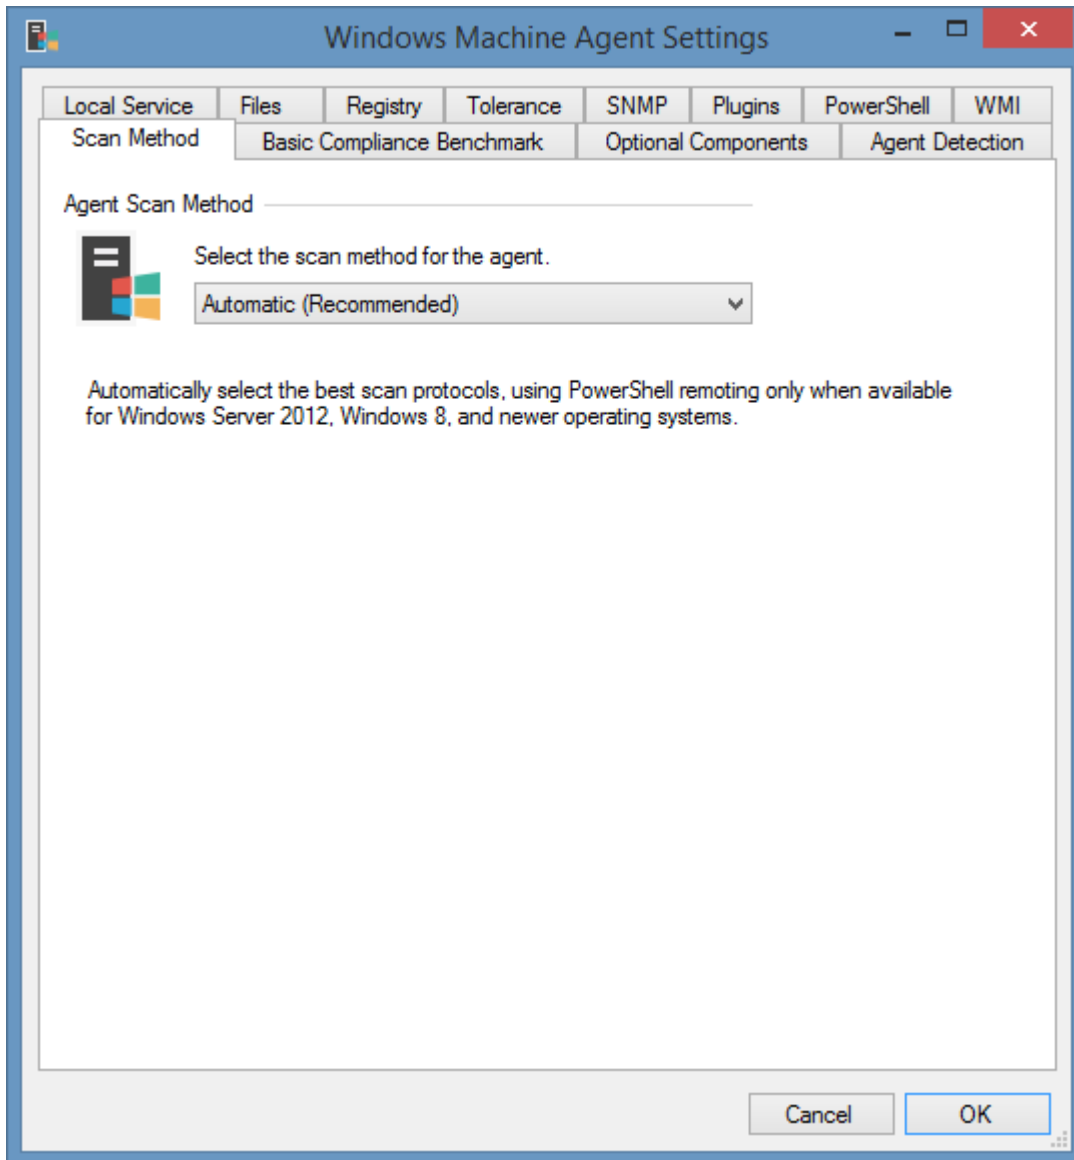 Windows Machine Agent Settings
Local Service Files Registry Tolerance SNMP Plugins PowerShell WMI
Scan Method Basic Compliance Benchmark Optional Components Agent Detection
Agent Scan Method
Select the scan method for the agent.
Automatic (Recommended)
Automatically select the best scan protocols, using PowerShell remoting only when available
for Windows Server 2012, Windows 8, and newer operating systems.
Cancel OK